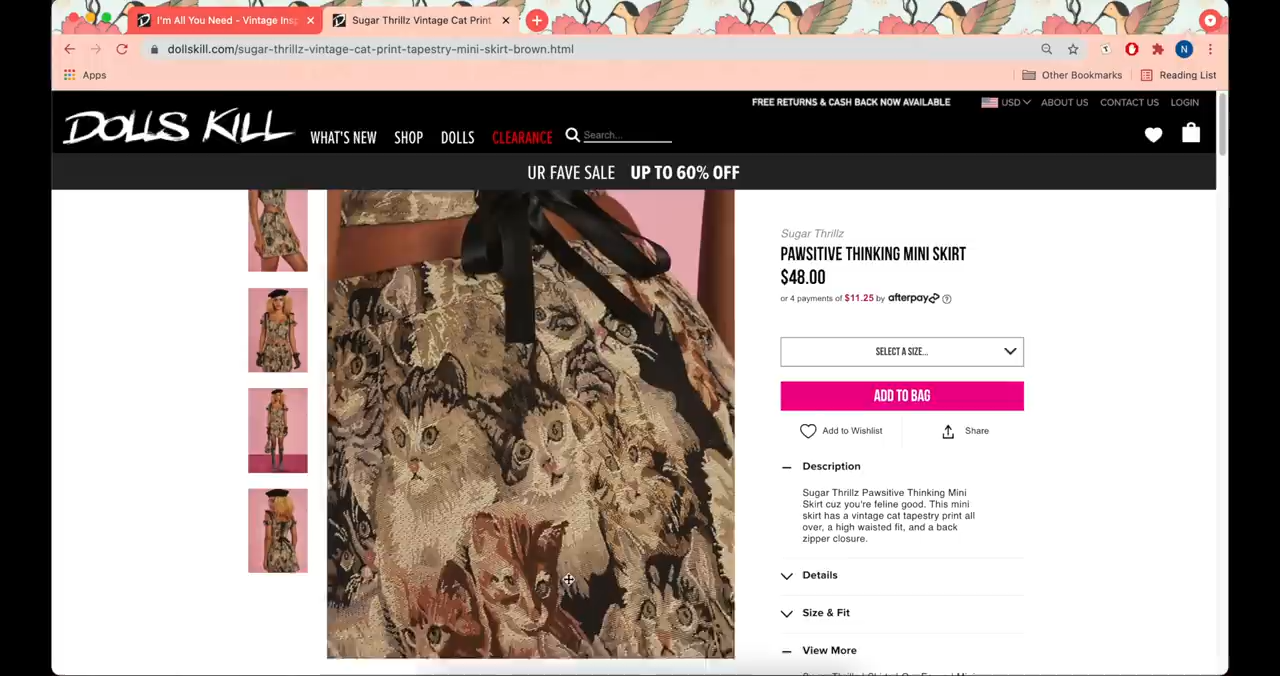 I'm All You Need - Vintage Insp
Sugar Thrillz Vintage Cat Print
dollskill.com/sugar-thrillz-vintage-cat-print-tapestry-mini-skirt-brown.html
N
Apps
Other Bookmarks
Reading List
FREE RETURNS & CASH BACK NOW AVAILABLE
USD
ABOUT US
CONTACT US
LOGIN
DOLLS KILL
WHAT'S NEW
SHOP
DOLLS
CLEARANCE
Search...
UR FAVE SALE UP TO 60% OFF
Sugar Thrillz
PAWSITIVE THINKING MINI SKIRT
$48.00
or 4 payments of $11.25 by afterpay
SELECT A SIZE...
ADD TO BAG
Add to Wishlist
Share
Description
Sugar Thrillz Pawsitive Thinking Mini
Skirt cuz you're feline good. This mini
skirt has a vintage cat tapestry print all
over, a high waisted fit, and a back
zipper closure.
Details
Size & Fit
View More